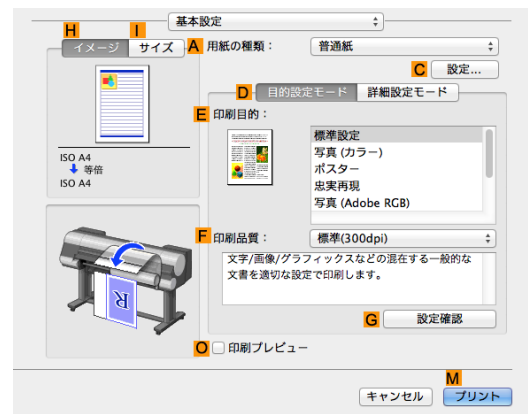 基本設定
H I
イメージ サイズ
A 用紙の種類： 普通紙
C 設定...
D 目的設定モード 詳細設定モード
E 印刷目的：
標準設定
写真 (カラー)
ポスター
忠実再現
写真 (Adobe RGB)
ISO A4
等倍
ISO A4
F 印刷品質： 標準(300dpi)
文字/画像/グラフィックスなどの混在する一般的な
文書を適切な設定で印刷します。
R
G 設定確認
O 印刷プレビュー
M
キャンセル プリント